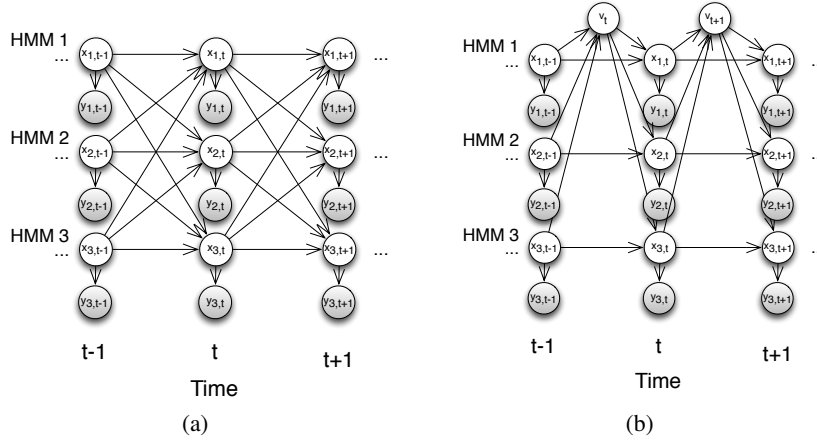 HMM 1
... x1,t-1 x1,t x1,t+1 ...
y1,t-1 y1,t y1,t+1
HMM 2
... x2,t-1 x2,t x2,t+1 ...
y2,t-1 y2,t y2,t+1
HMM 3
... x3,t-1 x3,t x3,t+1 ...
y3,t-1 y3,t y3,t+1
t-1 t t+1
Time
(a)
vt vt+1
HMM 1
... x1,t-1 x1,t x1,t+1 ..
y1,t-1 y1,t y1,t+1
HMM 2
... x2,t-1 x2,t x2,t+1 ..
y2,t-1 y2,t y2,t+1
HMM 3
... x3,t-1 x3,t x3,t+1 ..
y3,t-1 y3,t y3,t+1
t-1 t t+1
Time
(b)